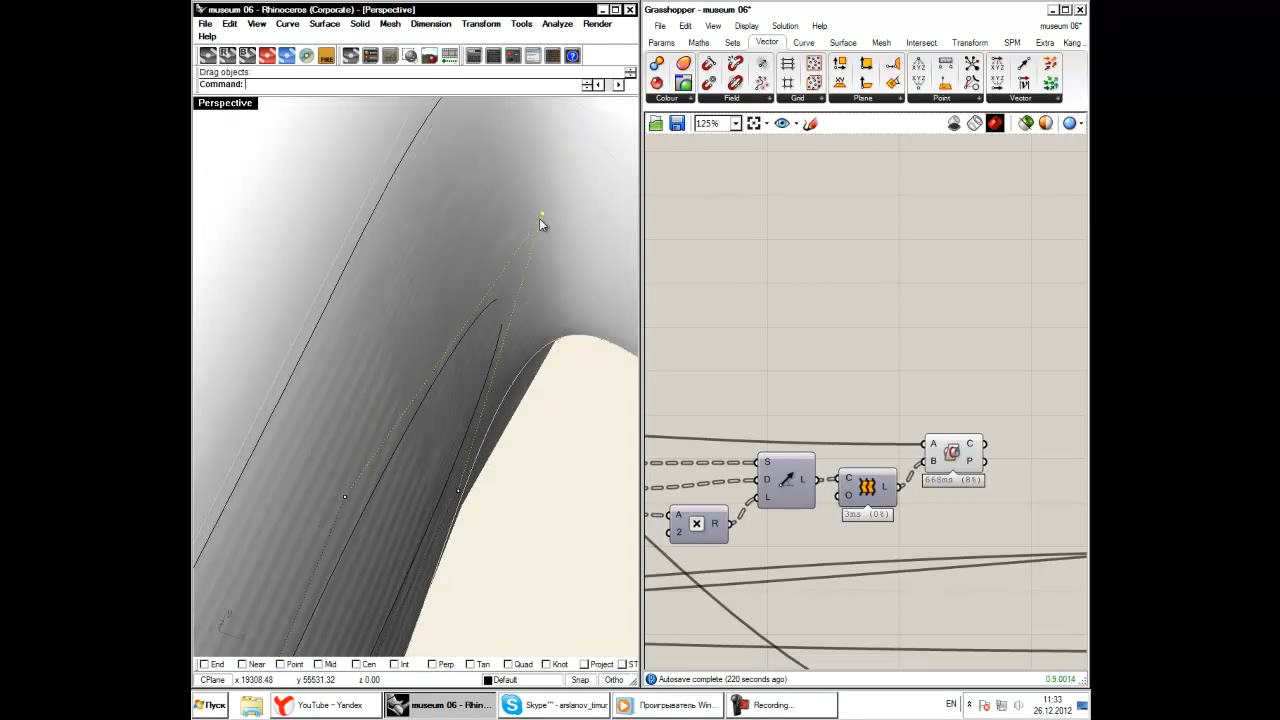 museum 06 - Rhinoceros (Corporate) - [Perspective]
File Edit View Curve Surface Solid Mesh Dimension Transform Tools Analyze Render
Help
FIRE
Drag objects:
Command:
Perspective
End Near Point Mid Cen Int Perp Tan Quad Knot Project ST
CPlane x 19308.48 y 55531.32 z 0.00 Default Snap Ortho
Grasshopper - museum 06*
File Edit View Display Solution Help museum 06*
Params Maths Sets Vector Curve Surface Mesh Intersect Transform SPM Extra Kang
Colour Field Grid Plane Point Vector
125%
A C
B P
668ms (8%)
S
D L
L
C L
O
3ms (0%)
A R
2
Autosave complete (220 seconds ago) 0.9.0014
Пуск YouTube – Yandex museum 06 - Rhin... Skype™ - arslanov_timur Проигрыватель Win... Recording... EN 11:33
26.12.2012